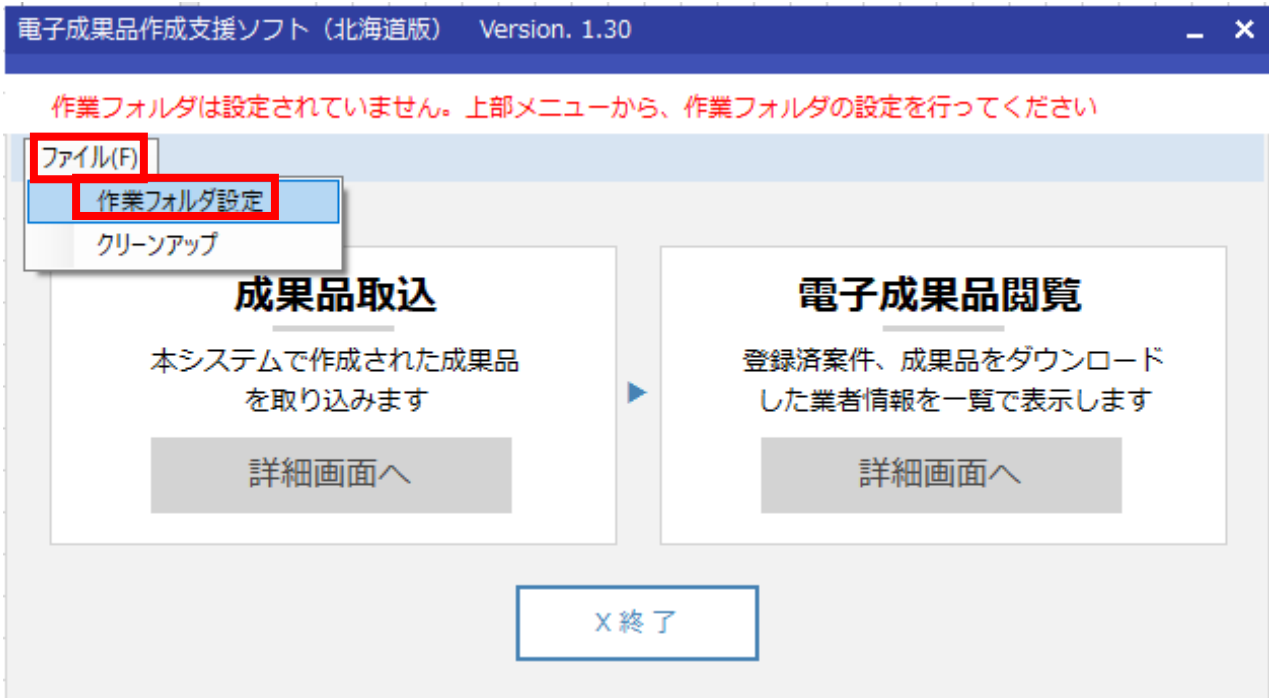 電子成果品作成支援ソフト（北海道版） Version. 1.30
作業フォルダは設定されていません。上部メニューから、作業フォルダの設定を行ってください
ファイル(F)
作業フォルダ設定
クリーンアップ
成果品取込
本システムで作成された成果品
を取り込みます
詳細画面へ
電子成果品閲覧
登録済案件、成果品をダウンロード
した業者情報を一覧で表示します
詳細画面へ
X 終 了